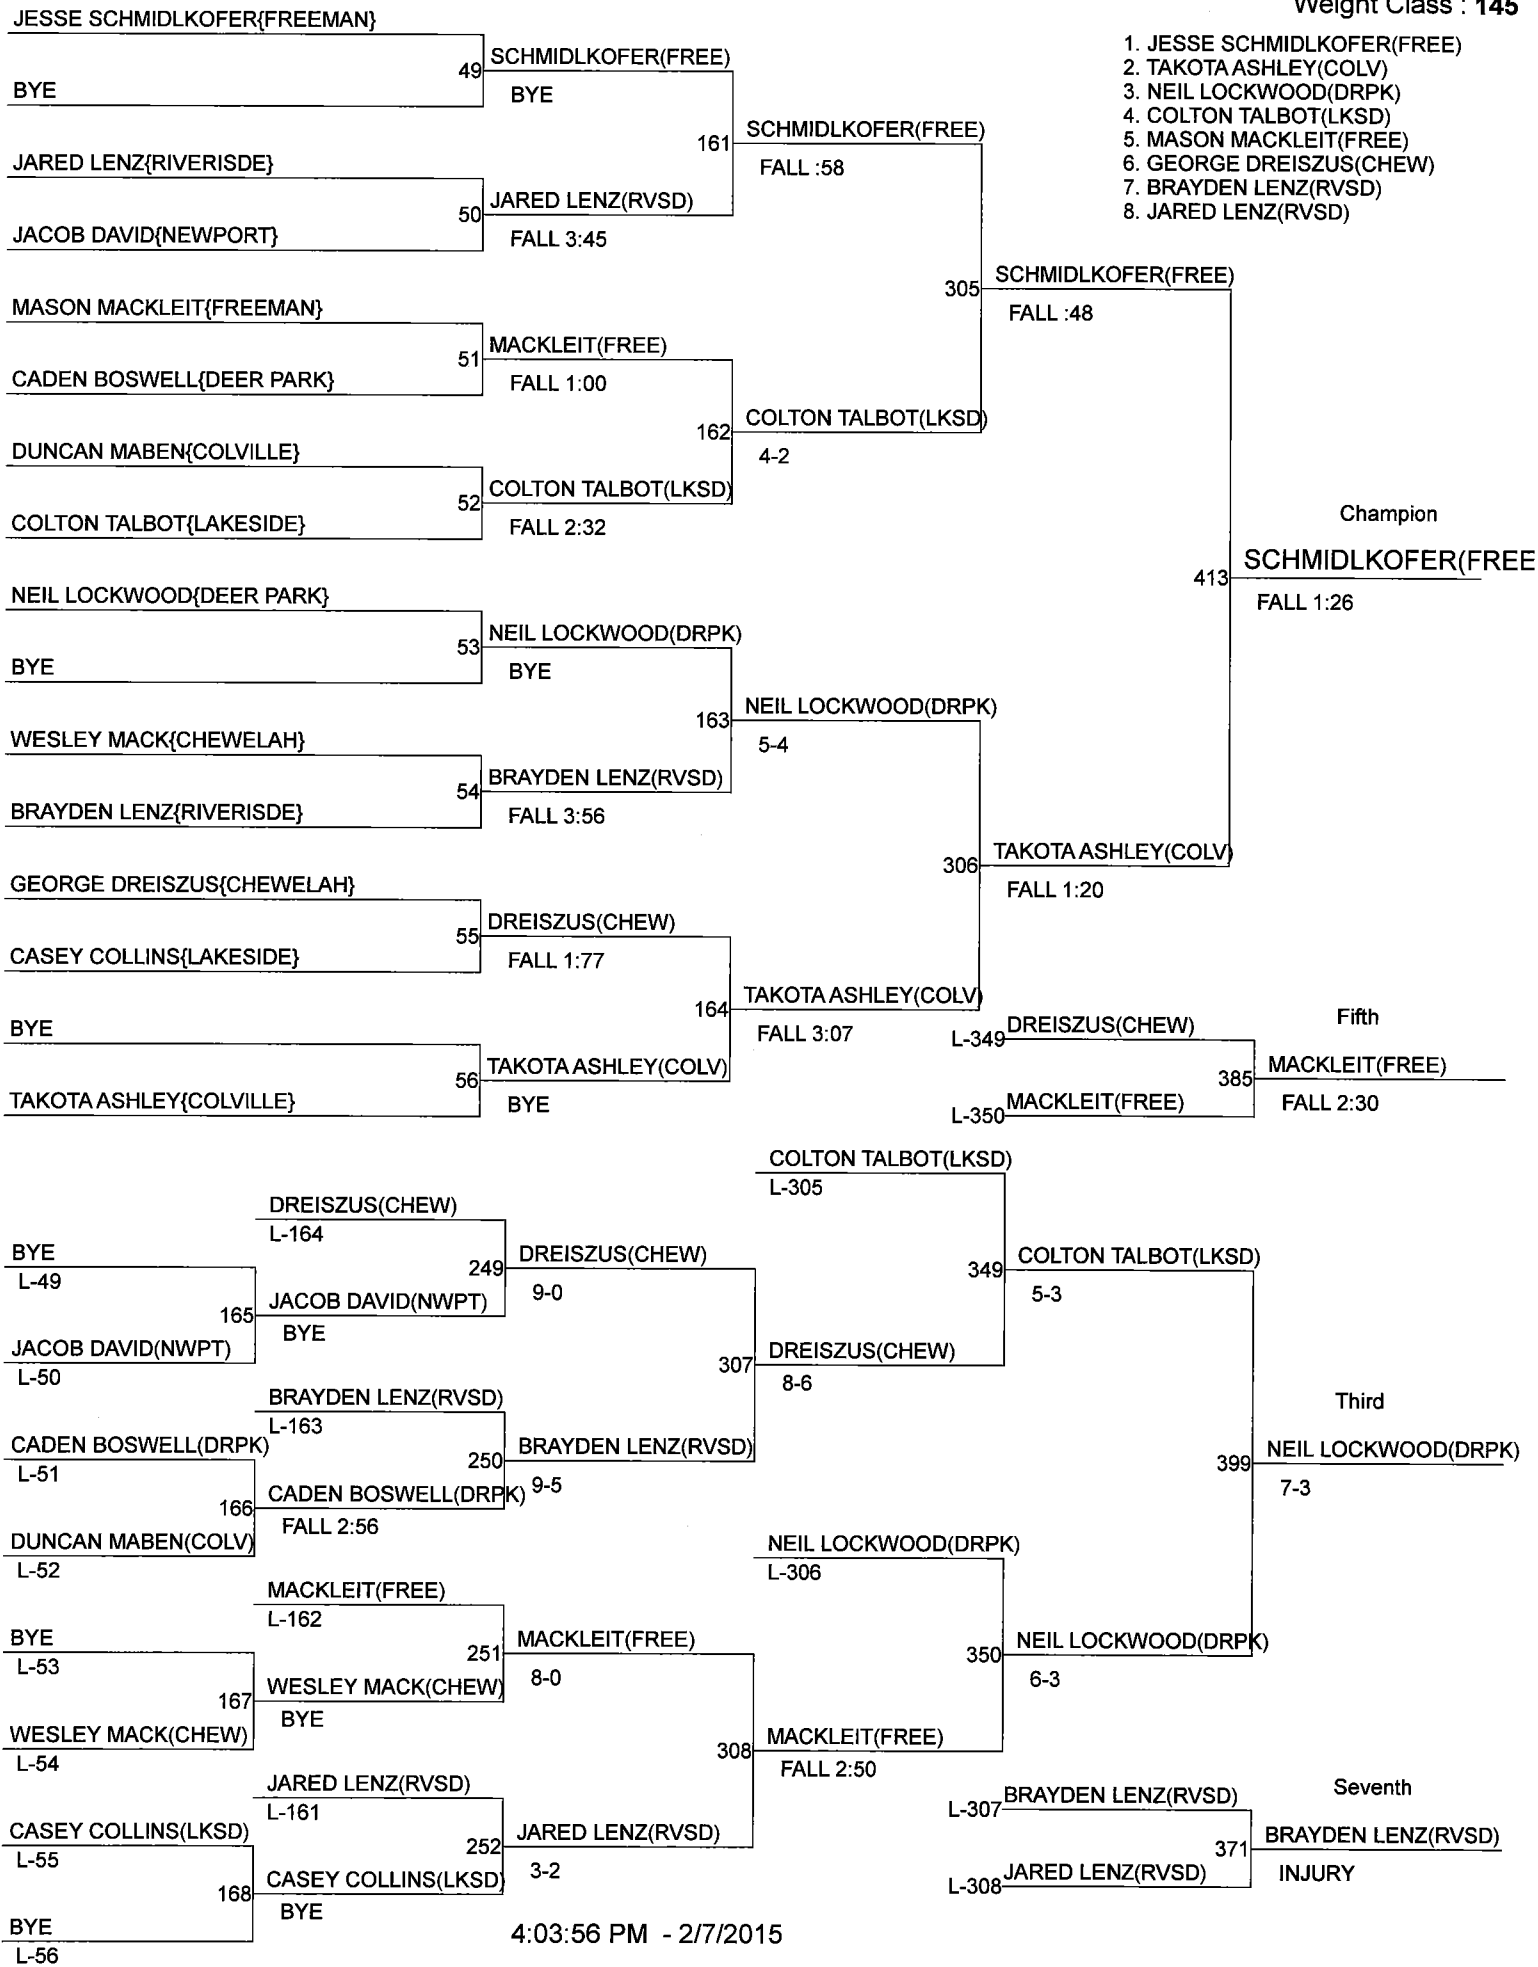 Weight Class : 145
1. JESSE SCHMIDLKOFER(FREE)
2. TAKOTA ASHLEY(COLV)
3. NEIL LOCKWOOD(DRPK)
4. COLTON TALBOT(LKSD)
5. MASON MACKLEIT(FREE)
6. GEORGE DREISZUS(CHEW)
7. BRAYDEN LENZ(RVSD)
8. JARED LENZ(RVSD)
JESSE SCHMIDLKOFER{FREEMAN}
49
BYE
SCHMIDLKOFER(FREE)
BYE
JARED LENZ{RIVERISDE}
50
JACOB DAVID{NEWPORT}
JARED LENZ(RVSD)
FALL 3:45
161
SCHMIDLKOFER(FREE)
FALL :58
MASON MACKLEIT{FREEMAN}
51
CADEN BOSWELL{DEER PARK}
MACKLEIT(FREE)
FALL 1:00
DUNCAN MABEN{COLVILLE}
52
COLTON TALBOT{LAKESIDE}
COLTON TALBOT(LKSD)
FALL 2:32
162
COLTON TALBOT(LKSD)
4-2
305
SCHMIDLKOFER(FREE)
FALL :48
NEIL LOCKWOOD{DEER PARK}
53
BYE
NEIL LOCKWOOD(DRPK)
BYE
WESLEY MACK{CHEWELAH}
54
BRAYDEN LENZ{RIVERISDE}
BRAYDEN LENZ(RVSD)
FALL 3:56
163
NEIL LOCKWOOD(DRPK)
5-4
GEORGE DREISZUS{CHEWELAH}
55
CASEY COLLINS{LAKESIDE}
DREISZUS(CHEW)
FALL 1:77
BYE
56
TAKOTA ASHLEY{COLVILLE}
TAKOTA ASHLEY(COLV)
BYE
164
TAKOTA ASHLEY(COLV)
FALL 3:07
306
TAKOTA ASHLEY(COLV)
FALL 1:20
413
Champion
SCHMIDLKOFER(FREE
FALL 1:26
Fifth
L-349 DREISZUS(CHEW)
385
L-350 MACKLEIT(FREE)
MACKLEIT(FREE)
FALL 2:30
BYE
L-49
165
JACOB DAVID(NWPT)
L-50
DREISZUS(CHEW)
L-164
249
JACOB DAVID(NWPT)
BYE
DREISZUS(CHEW)
9-0
CADEN BOSWELL(DRPK)
L-51
166
DUNCAN MABEN(COLV)
L-52
BRAYDEN LENZ(RVSD)
L-163
250
CADEN BOSWELL(DRPK)
FALL 2:56
BRAYDEN LENZ(RVSD)
9-5
307
COLTON TALBOT(LKSD)
L-305
349
DREISZUS(CHEW)
8-6
COLTON TALBOT(LKSD)
5-3
BYE
L-53
167
WESLEY MACK(CHEW)
L-54
MACKLEIT(FREE)
L-162
251
WESLEY MACK(CHEW)
BYE
MACKLEIT(FREE)
8-0
CASEY COLLINS(LKSD)
L-55
168
BYE
L-56
JARED LENZ(RVSD)
L-161
252
CASEY COLLINS(LKSD)
BYE
JARED LENZ(RVSD)
3-2
308
NEIL LOCKWOOD(DRPK)
L-306
350
MACKLEIT(FREE)
FALL 2:50
NEIL LOCKWOOD(DRPK)
6-3
399
Third
NEIL LOCKWOOD(DRPK)
7-3
Seventh
L-307 BRAYDEN LENZ(RVSD)
371
L-308 JARED LENZ(RVSD)
BRAYDEN LENZ(RVSD)
INJURY
4:03:56 PM - 2/7/2015